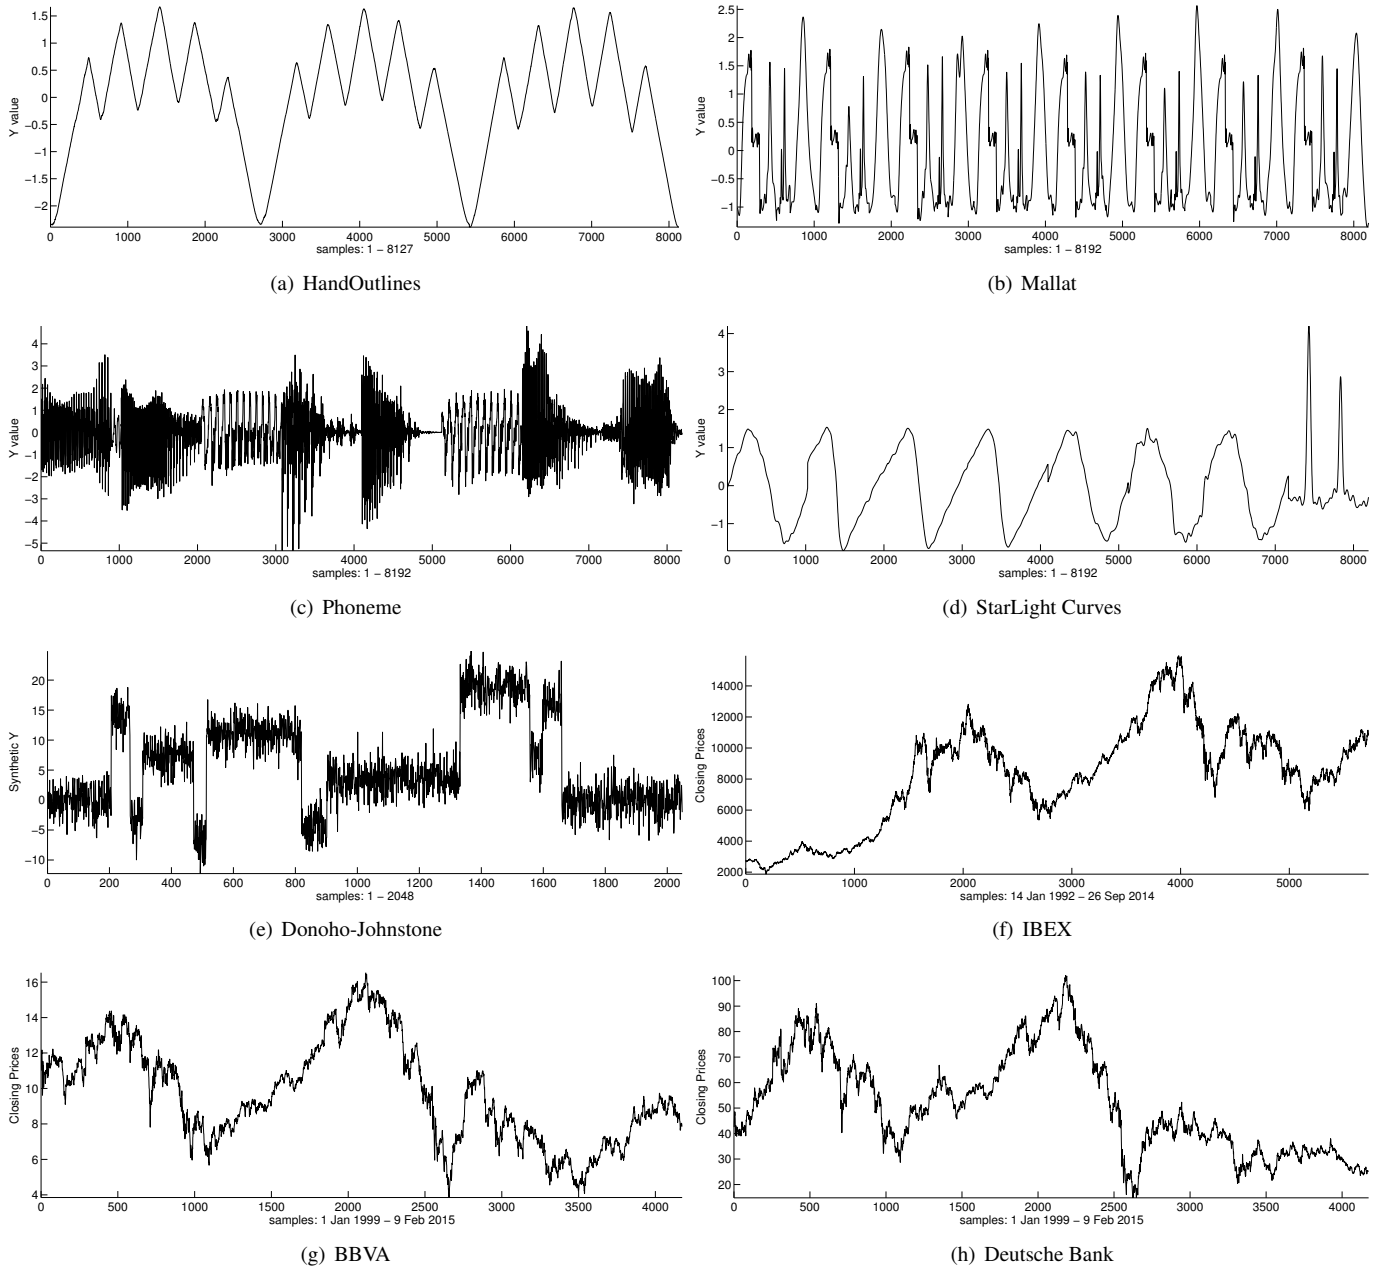 1.5
1
0.5
0
−0.5
−1
−1.5
−2
Y value
0 1000 2000 3000 4000 5000 6000 7000 8000
samples: 1 − 8127
(a) HandOutlines
2.5
2
1.5
1
0.5
0
−0.5
−1
Y value
0 1000 2000 3000 4000 5000 6000 7000 8000
samples: 1 − 8192
(b) Mallat
4
3
2
1
0
−1
−2
−3
−4
−5
Y value
0 1000 2000 3000 4000 5000 6000 7000 8000
samples: 1 − 8192
(c) Phoneme
4
3
2
1
0
−1
Y value
0 1000 2000 3000 4000 5000 6000 7000 8000
samples: 1 − 8192
(d) StarLight Curves
20
15
10
5
0
−5
−10
Synthetic Y
0 200 400 600 800 1000 1200 1400 1600 1800 2000
samples: 1 − 2048
(e) Donoho-Johnstone
14000
12000
10000
8000
6000
4000
2000
Closing Prices
0 1000 2000 3000 4000 5000
samples: 14 Jan 1992 − 26 Sep 2014
(f) IBEX
16
14
12
10
8
6
4
Closing Prices
0 500 1000 1500 2000 2500 3000 3500 4000
samples: 1 Jan 1999 − 9 Feb 2015
(g) BBVA
100
90
80
70
60
50
40
30
20
Closing Prices
0 500 1000 1500 2000 2500 3000 3500 4000
samples: 1 Jan 1999 − 9 Feb 2015
(h) Deutsche Bank